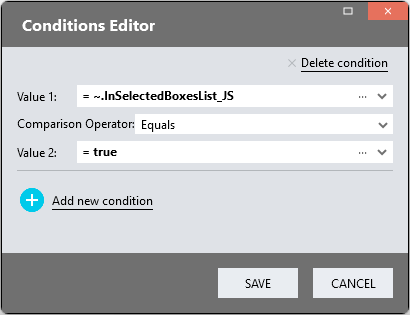 Conditions Editor
Delete condition
Value 1: = ~.InSelectedBoxesList_JS ...
Comparison Operator: Equals
Value 2: = true ...
Add new condition
SAVE CANCEL